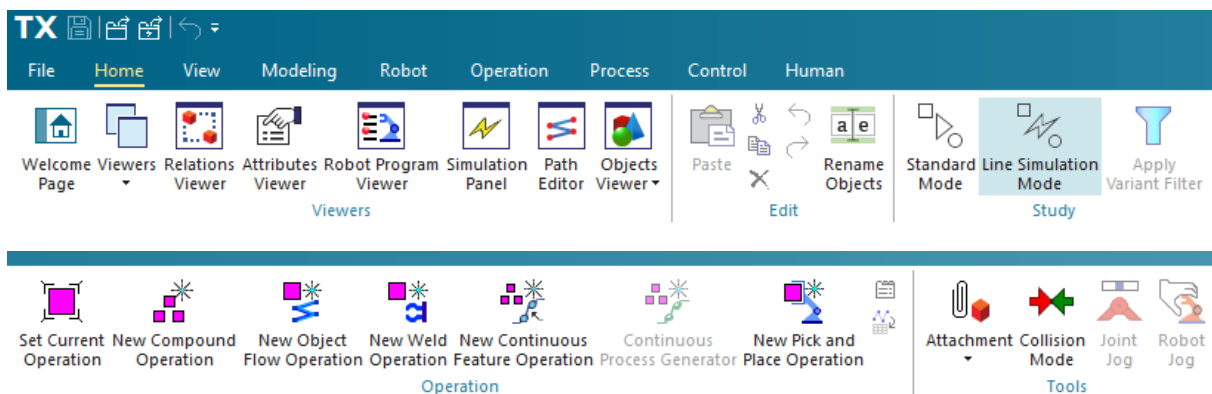 TX
File Home View Modeling Robot Operation Process Control Human
a e
Welcome Viewers Relations Attributes Robot Program Simulation Path Objects Paste Rename Standard Line Simulation Apply
Page Viewer Viewer Viewer Panel Editor Viewer Objects Mode Mode Variant Filter
Viewers Edit Study
Set Current New Compound New Object New Weld New Continuous Continuous New Pick and Attachment Collision Joint Robot
Operation Operation Flow Operation Operation Feature Operation Process Generator Place Operation Mode Jog Jog
Operation Tools